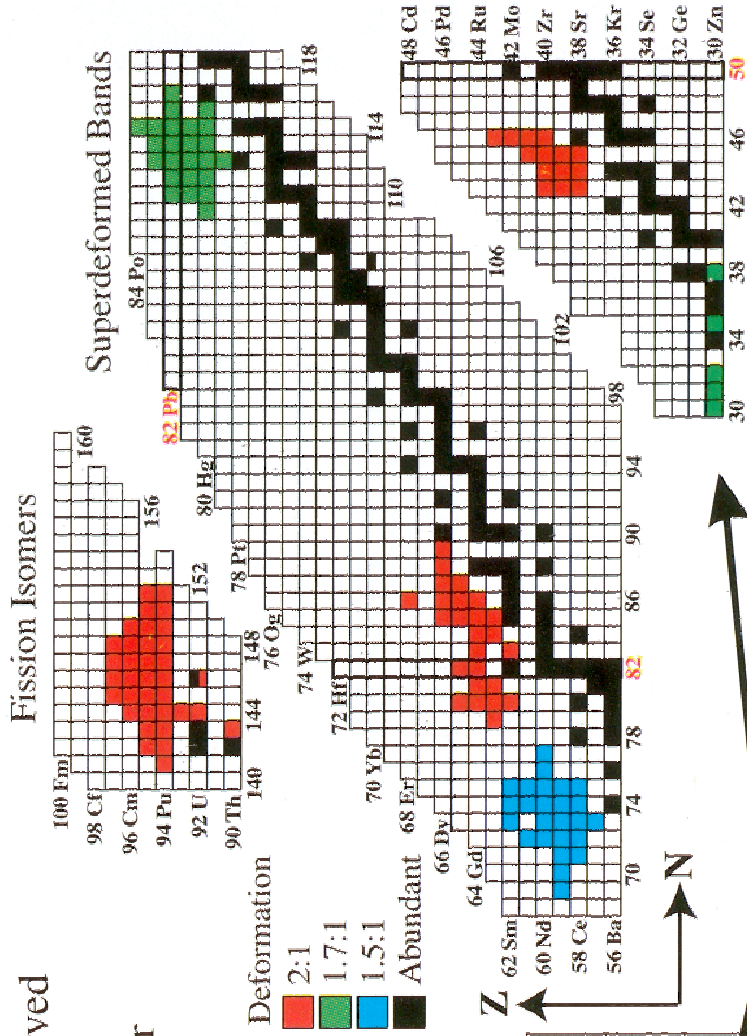 ved
r
Fission Isomers
100 Fm
98 Cf
96 Cm
94 Pu
92 U
90 Th
140
144
148
152
156
160
Superdeformed Bands
84 Po
82 Pb
80 Hg
78 Pt
76 Og
74 W
72 Hf
70 Yb
68 Er
66 Dy
64 Gd
62 Sm
60 Nd
58 Ce
56 Ba
70
74
78
82
86
90
94
98
102
106
110
114
118
48 Cd
46 Pd
44 Ru
42 Mo
40 Zr
38 Sr
36 Kr
34 Se
32 Ge
30 Zn
30
34
38
42
46
50
Deformation
2:1
1.7:1
1.5:1
Abundant
Z
N